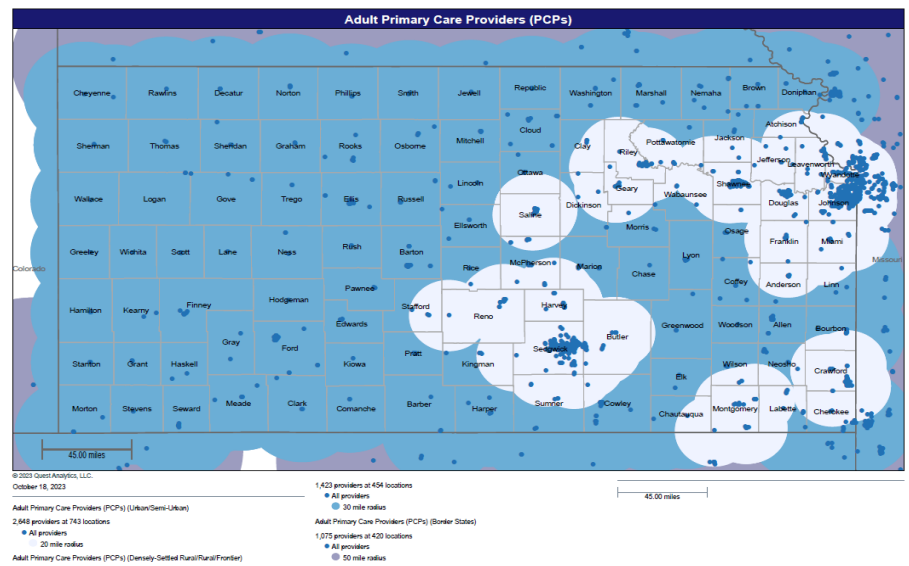 Adult Primary Care Providers (PCPs)
Cheyenne
Rawlins
Decatur
Norton
Phillips
Smith
Jewell
Republic
Washington
Marshall
Nemaha
Brown
Doniphan
Atchison
Sherman
Thomas
Sheridan
Graham
Rooks
Osborne
Mitchell
Cloud
Clay
Riley
Pottawatomie
Jackson
Jefferson
Leavenworth
Wyandotte
Wallace
Logan
Gove
Trego
Ellis
Russell
Lincoln
Ottawa
Saline
Dickinson
Geary
Wabaunsee
Shawnee
Douglas
Johnson
Greeley
Wichita
Scott
Lane
Ness
Rush
Barton
Ellsworth
Rice
McPherson
Marion
Morris
Chase
Lyon
Osage
Franklin
Miami
Colorado
Missouri
Hamilton
Kearny
Finney
Hodgeman
Pawnee
Stafford
Reno
Harvey
Coffey
Anderson
Linn
Gray
Ford
Edwards
Pratt
Kingman
Sedgwick
Butler
Greenwood
Woodson
Allen
Bourbon
Stanton
Grant
Haskell
Kiowa
Elk
Wilson
Neosho
Crawford
Morton
Stevens
Seward
Meade
Clark
Comanche
Barber
Harper
Sumner
Cowley
Chautauqua
Montgomery
Labette
Cherokee
45.00 miles
© 2023 Quest Analytics, LLC.
October 18, 2023
Adult Primary Care Providers (PCPs) (Urban/Semi-Urban)
2,648 providers at 743 locations
All providers
20 mile radius
Adult Primary Care Providers (PCPs) (Densely-Settled Rural/Rural/Frontier)
1,423 providers at 454 locations
All providers
30 mile radius
Adult Primary Care Providers (PCPs) (Border States)
1,075 providers at 420 locations
All providers
50 mile radius
45.00 miles